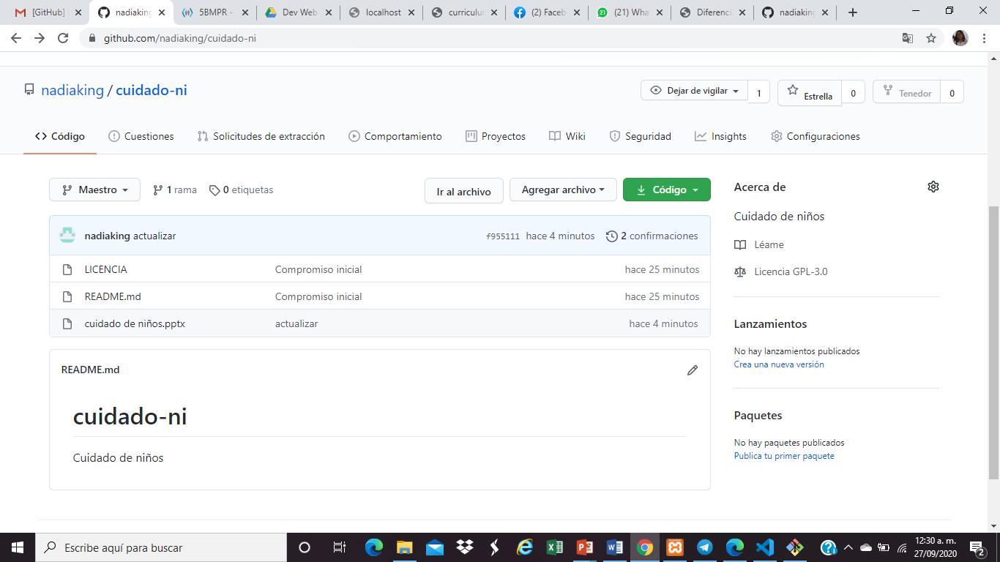 [GitHub] nadiaking 5BMPR - Dev Web localhost curriculu (2) Faceb (21) Wha Diferenci nadiaking
github.com/nadiaking/cuidado-ni
nadiaking / cuidado-ni
Dejar de vigilar 1 Estrella 0 Tenedor 0
Código Cuestiones Solicitudes de extracción Comportamiento Proyectos Wiki Seguridad Insights Configuraciones
Maestro 1 rama 0 etiquetas Ir al archivo Agregar archivo Código
nadiaking actualizar f955111 hace 4 minutos 2 confirmaciones
LICENCIA Compromiso inicial hace 25 minutos
README.md Compromiso inicial hace 25 minutos
cuidado de niños.pptx actualizar hace 4 minutos
README.md
cuidado-ni
Cuidado de niños
Acerca de
Cuidado de niños
Léame
Licencia GPL-3.0
Lanzamientos
No hay lanzamientos publicados
Crea una nueva versión
Paquetes
No hay paquetes publicados
Publica tu primer paquete
Escribe aquí para buscar
12:30 a. m.
27/09/2020
2